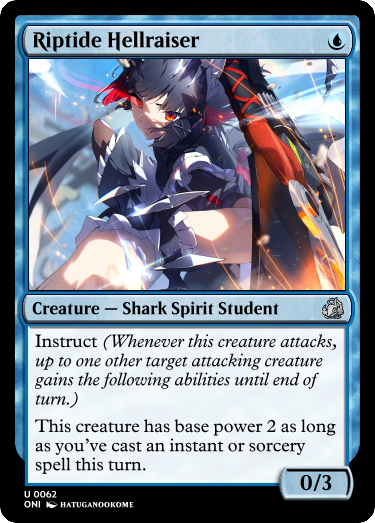 Riptide Hellraiser
Creature — Shark Spirit Student
Instruct (Whenever this creature attacks,
up to one other target attacking creature
gains the following abilities until end of
turn.)
This creature has base power 2 as long
as you've cast an instant or sorcery
spell this turn.
0/3
U 0062
ONI HATUGANOOKOME